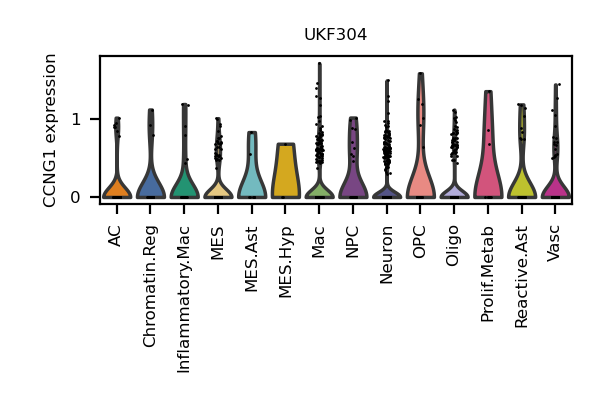 UKF304
CCNG1 expression
1
0
AC
Chromatin.Reg
Inflammatory.Mac
MES
MES.Ast
MES.Hyp
Mac
NPC
Neuron
OPC
Oligo
Prolif.Metab
Reactive.Ast
Vasc